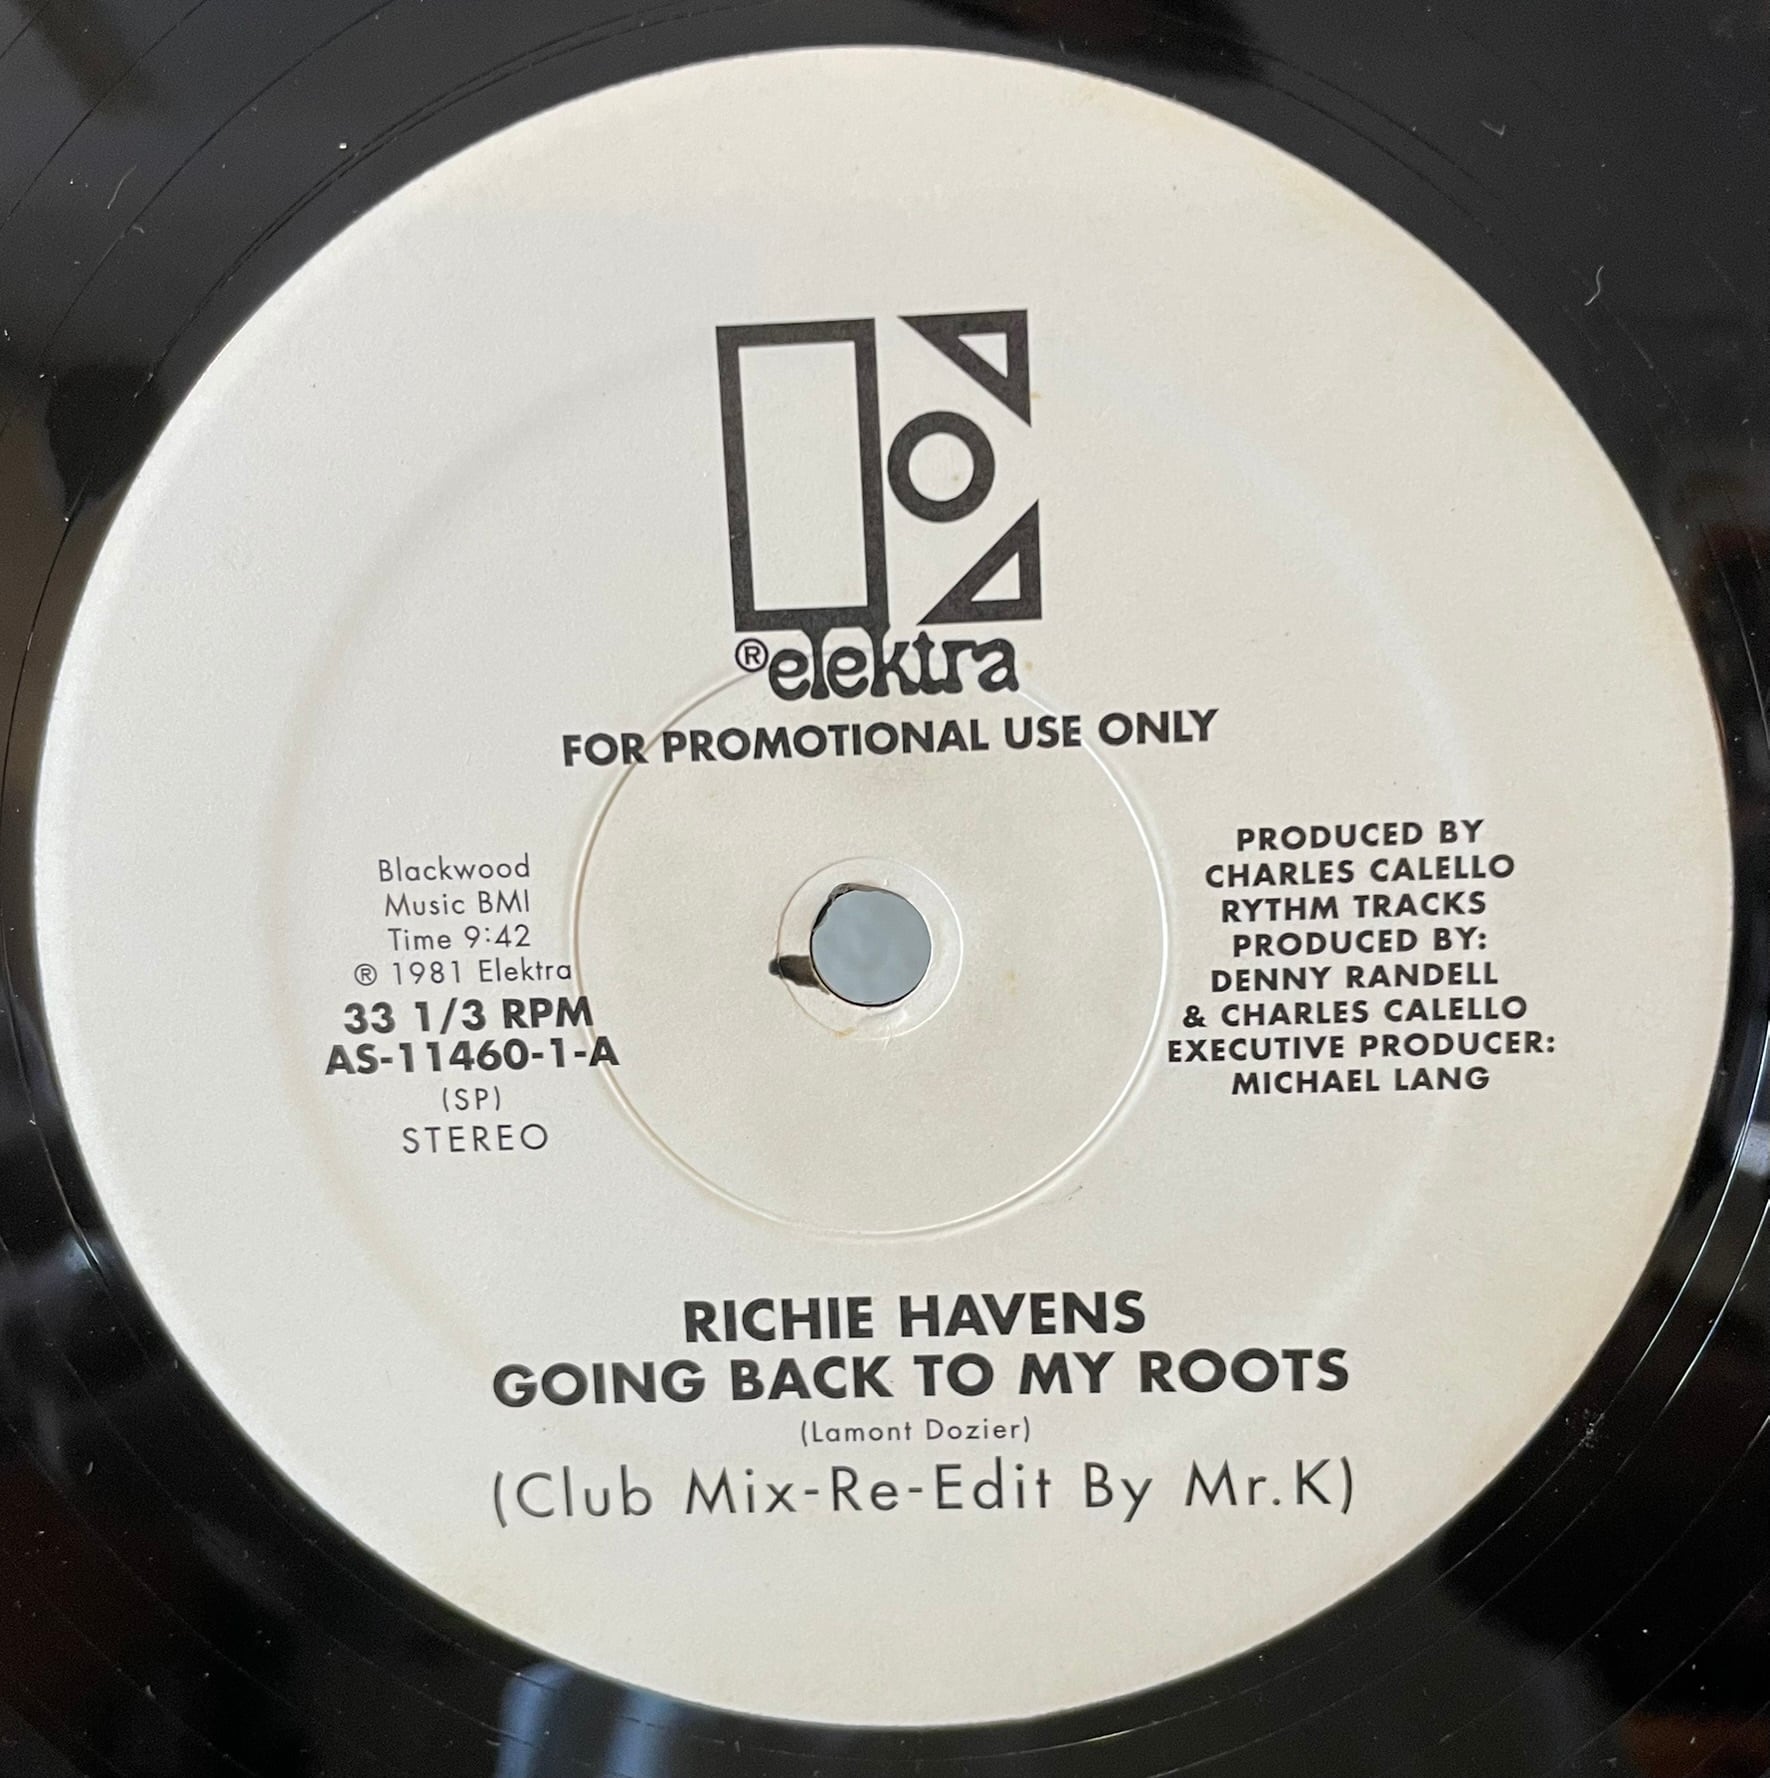 ®elektra
FOR PROMOTIONAL USE ONLY
Blackwood
Music BMI
Time 9:42
® 1981 Elektra
33 1/3 RPM
AS-11460-1-A
(SP)
STEREO
PRODUCED BY
CHARLES CALELLO
RYTHM TRACKS
PRODUCED BY:
DENNY RANDELL
& CHARLES CALELLO
EXECUTIVE PRODUCER:
MICHAEL LANG
RICHIE HAVENS
GOING BACK TO MY ROOTS
(Lamont Dozier)
(Club Mix-Re-Edit By Mr.K)